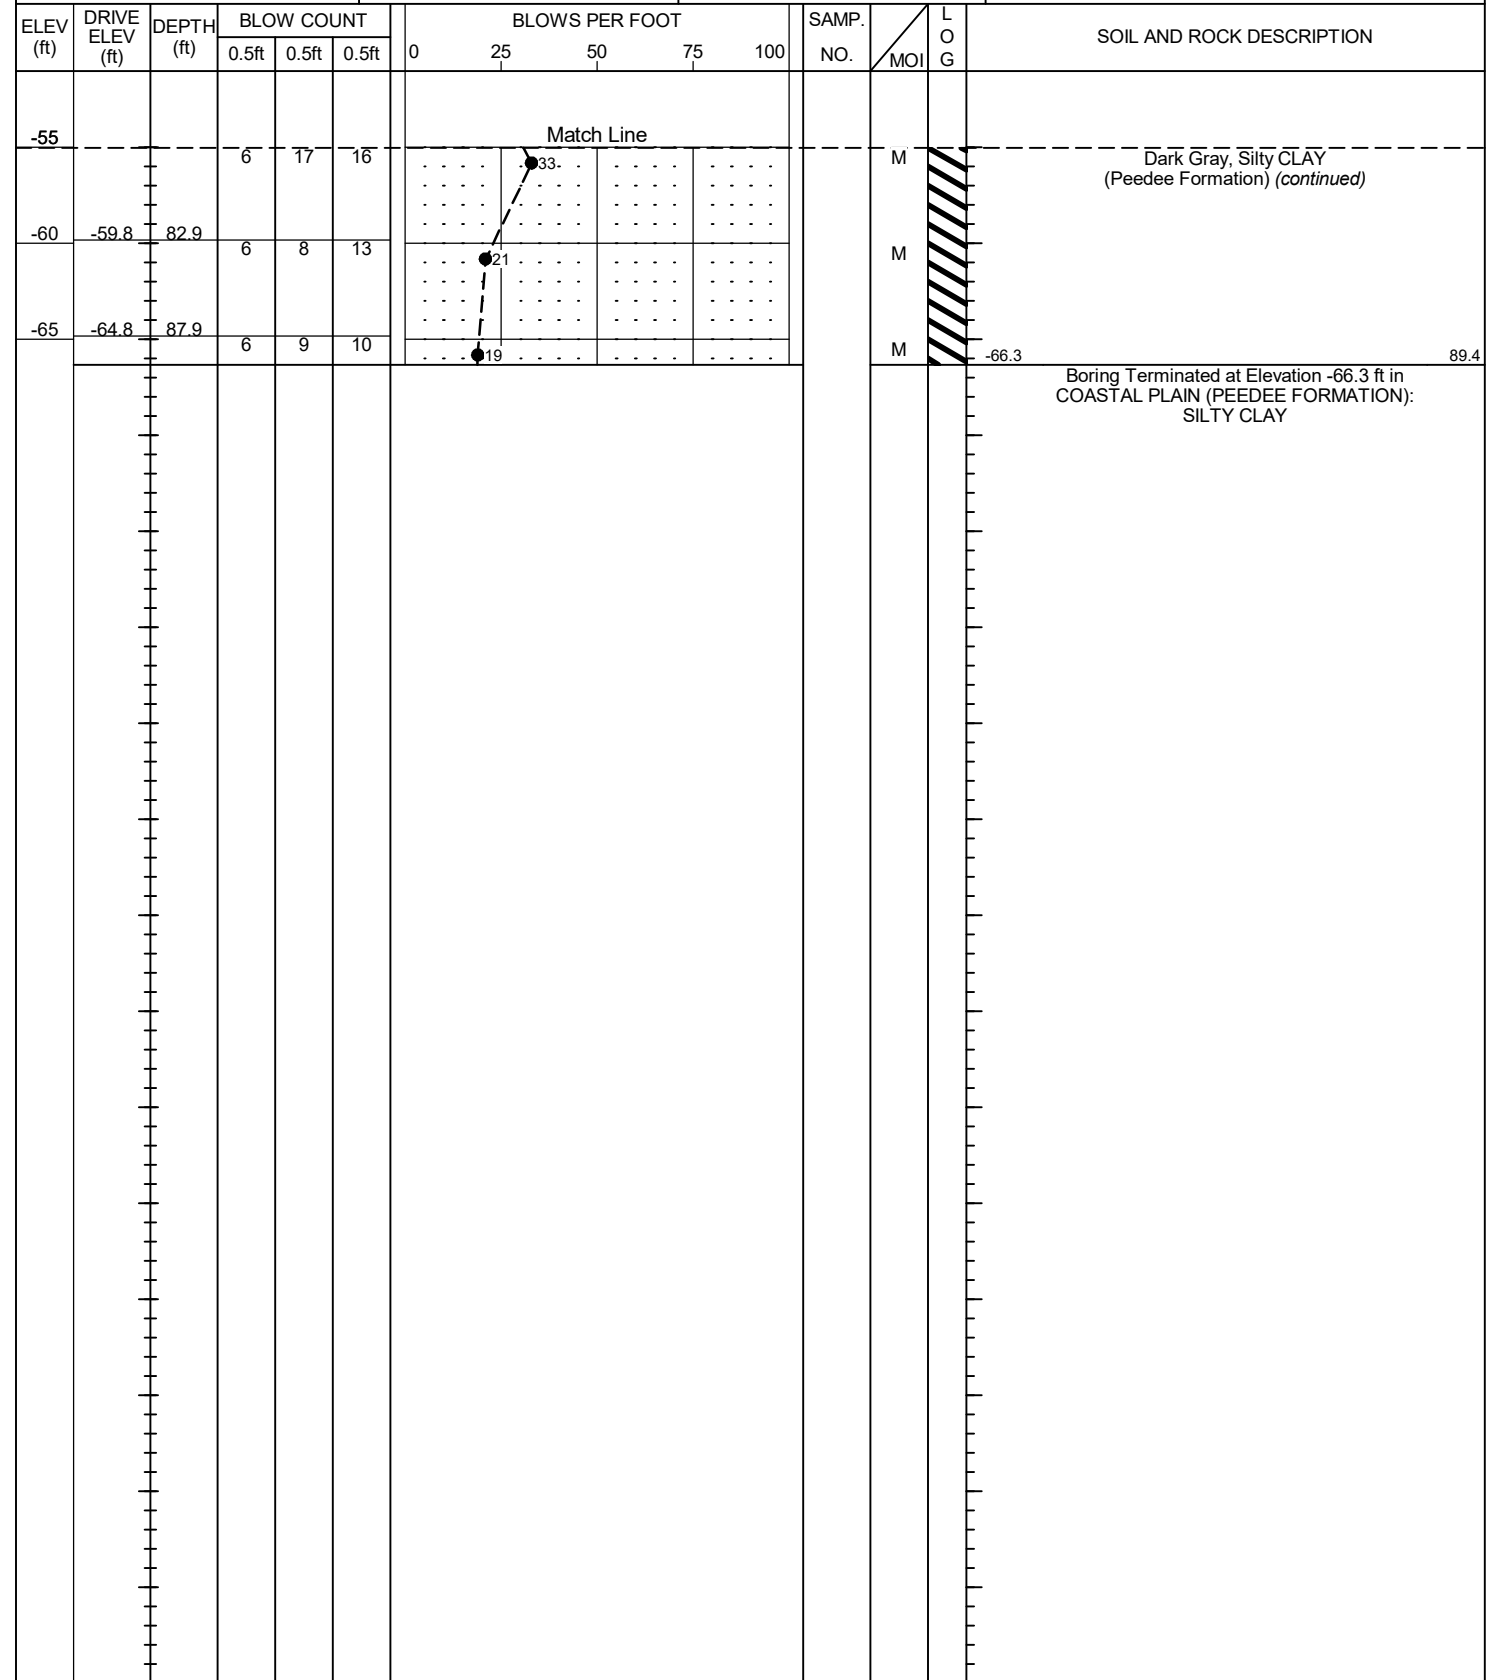 ELEV (ft) DRIVE ELEV (ft) DEPTH (ft) BLOW COUNT BLOWS PER FOOT SAMP. NO. MOI LOG SOIL AND ROCK DESCRIPTION
0.5ft 0.5ft 0.5ft 0 25 50 75 100
-55 Match Line
6 17 16 33 M Dark Gray, Silty CLAY
(Peedee Formation) (continued)
-60 -59.8 82.9
6 8 13 21 M
-65 -64.8 87.9
6 9 10 19 M -66.3 89.4
Boring Terminated at Elevation -66.3 ft in
COASTAL PLAIN (PEEDEE FORMATION):
SILTY CLAY